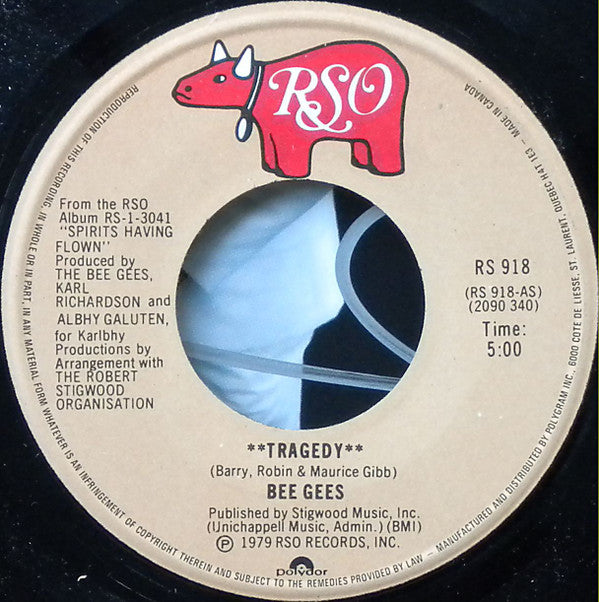 RSO
From the RSO
Album RS-1-3041
"SPIRITS HAVING
FLOWN"
Produced by
THE BEE GEES,
KARL
RICHARDSON and
ALBHY GALUTEN,
for Karlbhy
Productions by
Arrangement with
THE ROBERT
STIGWOOD
ORGANISATION
RS 918
(RS 918-AS)
(2090 340)
Time:
5:00
**TRAGEDY**
(Barry, Robin & Maurice Gibb)
BEE GEES
Published by Stigwood Music, Inc.
(Unichappell Music, Admin.) (BMI)
℗ 1979 RSO RECORDS, INC.
polydor
REPRODUCTION OF THIS RECORDING IN WHOLE OR IN PART, IN ANY MATERIAL FORM WHATEVER IS AN INFRINGEMENT OF COPYRIGHT THEREIN AND SUBJECT TO THE REMEDIES PROVIDED BY LAW — MANUFACTURED AND DISTRIBUTED BY POLYGRAM INC., 6000 COTE DE LIESSE, ST. LAURENT, QUEBEC H4T 1E3 — MADE IN CANADA